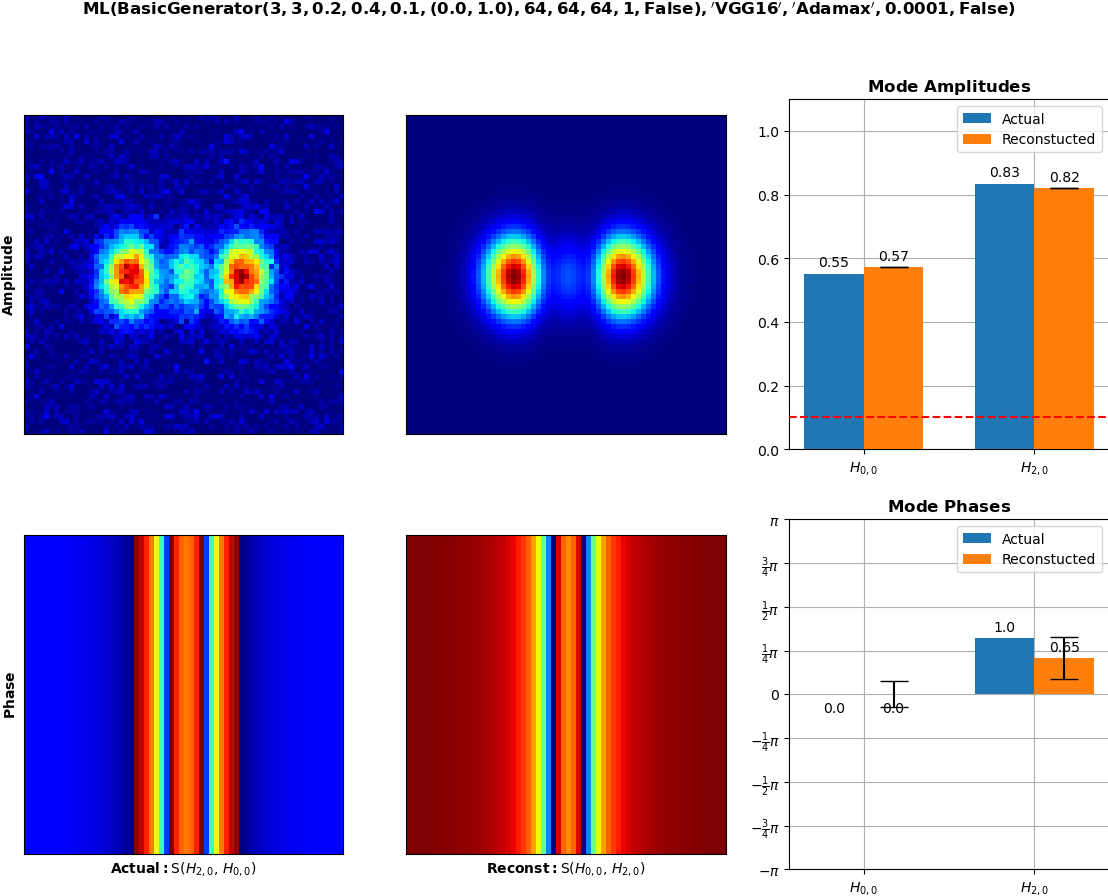 ML(BasicGenerator(3, 3, 0.2, 0.4, 0.1, (0.0, 1.0), 64, 64, 64, 1, False), ′VGG16′, ′Adamax′, 0.0001, False)
Amplitude
Mode Amplitudes
Actual
Reconstucted
1.0
0.8
0.6
0.4
0.2
0.0
0.55
0.57
0.83
0.82
H0,0
H2,0
Phase
Actual: S(H2,0, H0,0)
Reconst: S(H0,0, H2,0)
Mode Phases
Actual
Reconstucted
π
3/4π
1/2π
1/4π
0
−1/4π
−1/2π
−3/4π
−π
0.0
0.0
1.0
0.65
H0,0
H2,0